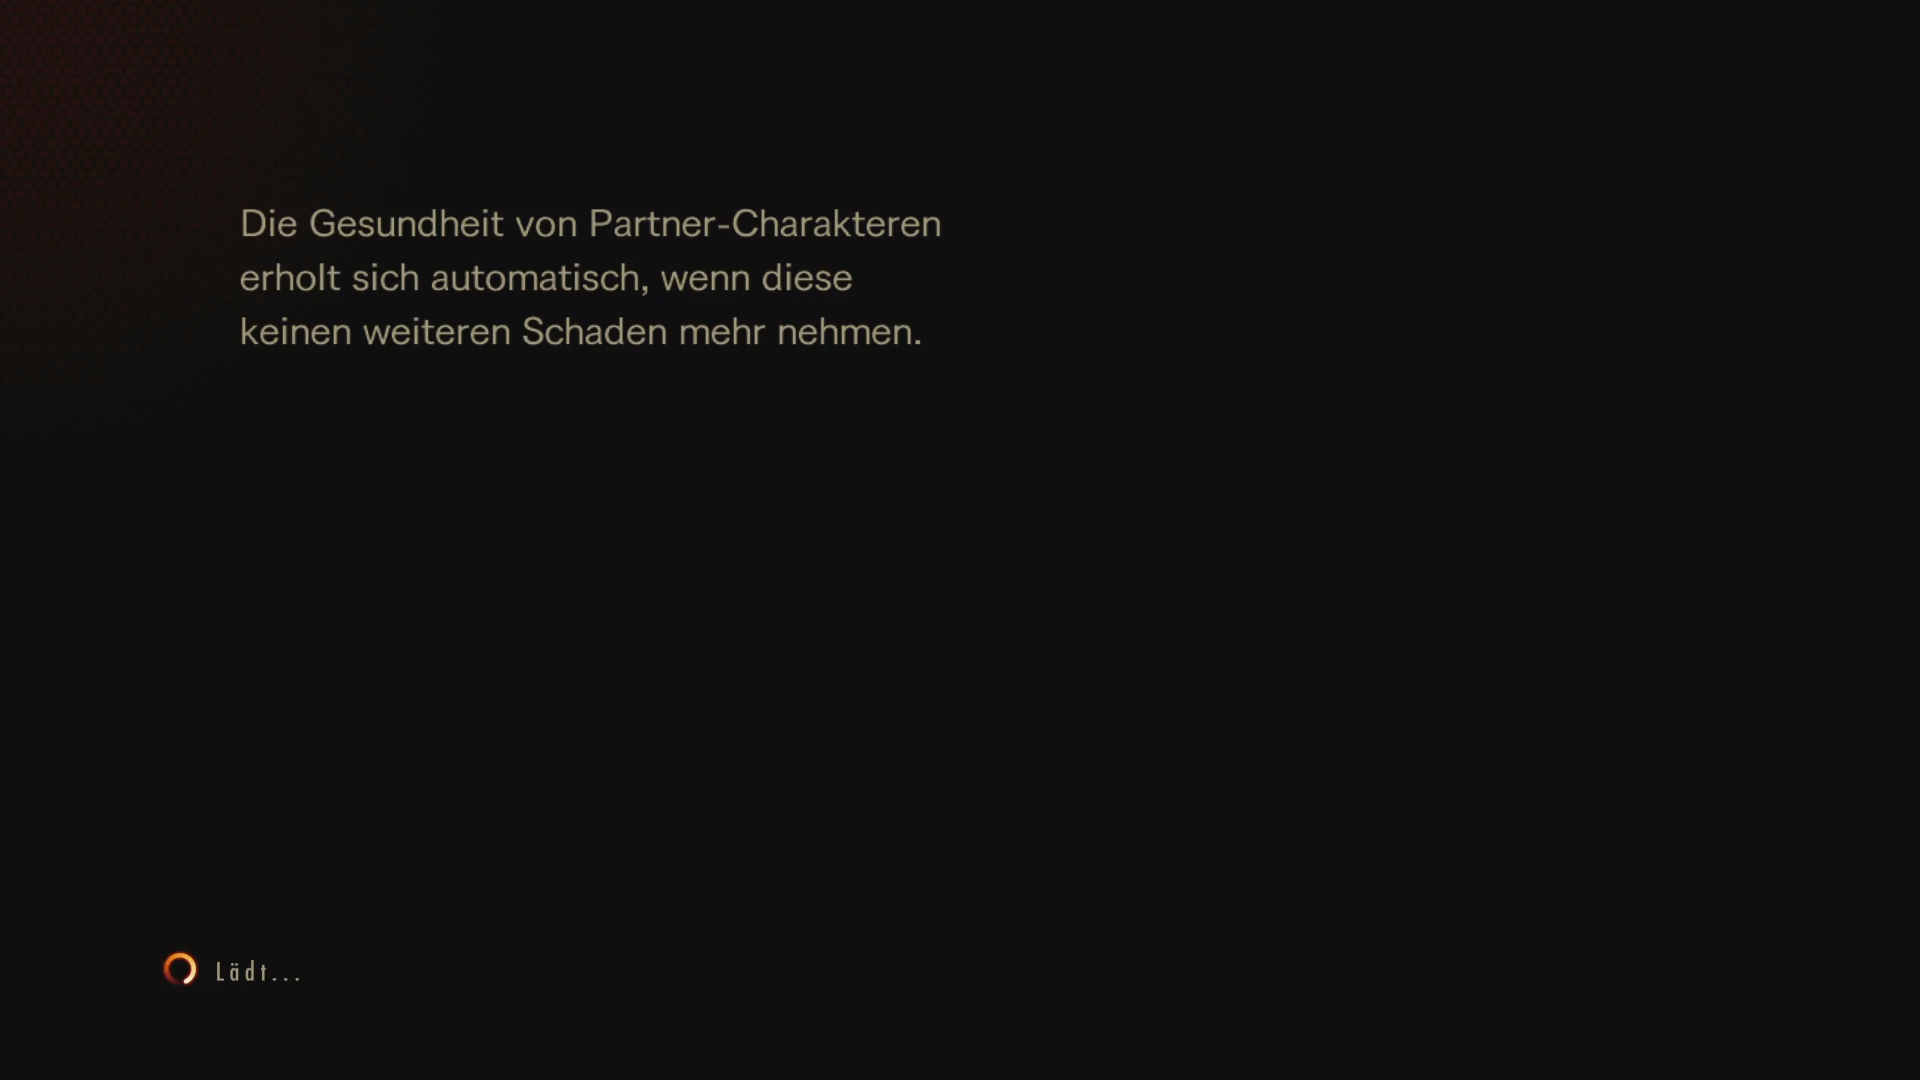 Die Gesundheit von Partner-Charakteren
erholt sich automatisch, wenn diese
keinen weiteren Schaden mehr nehmen.
Lädt...